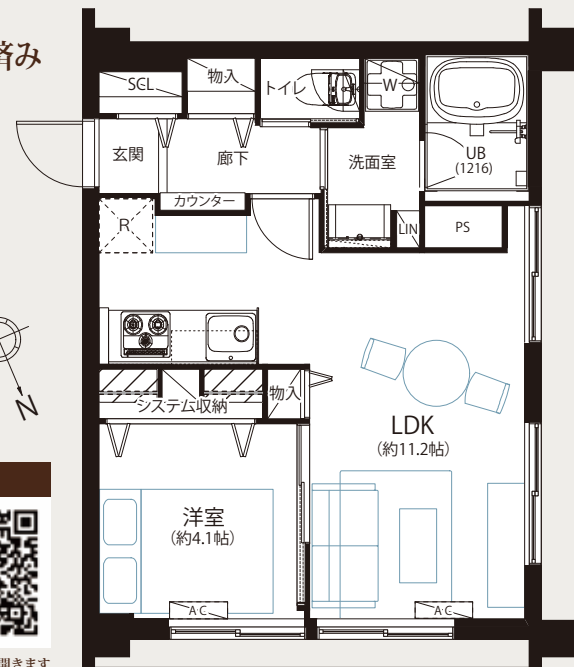 済み
SCL
物入
トイレ
W
UB
(1216)
玄関
廊下
洗面室
カウンター
R
LIN
PS
N
システム収納
物入
LDK
(約11.2帖)
洋室
(約4.1帖)
A C
A C
開きます